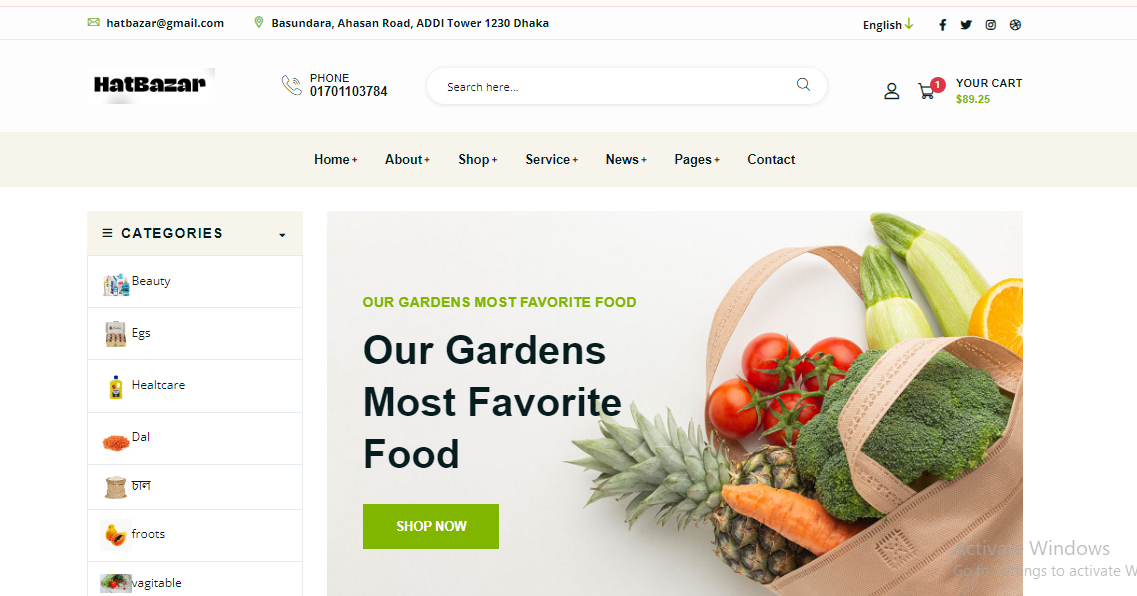 hatbazar@gmail.com
Basundara, Ahasan Road, ADDI Tower 1230 Dhaka
English
HatBazar
PHONE
01701103784
Search here...
1
YOUR CART
$89.25
Home+
About+
Shop+
Service+
News+
Pages+
Contact
CATEGORIES
Beauty
Egs
Healtcare
Dal
চাল
froots
vagitable
OUR GARDENS MOST FAVORITE FOOD
Our Gardens
Most Favorite
Food
SHOP NOW
Activate Windows
Go to Settings to activate W